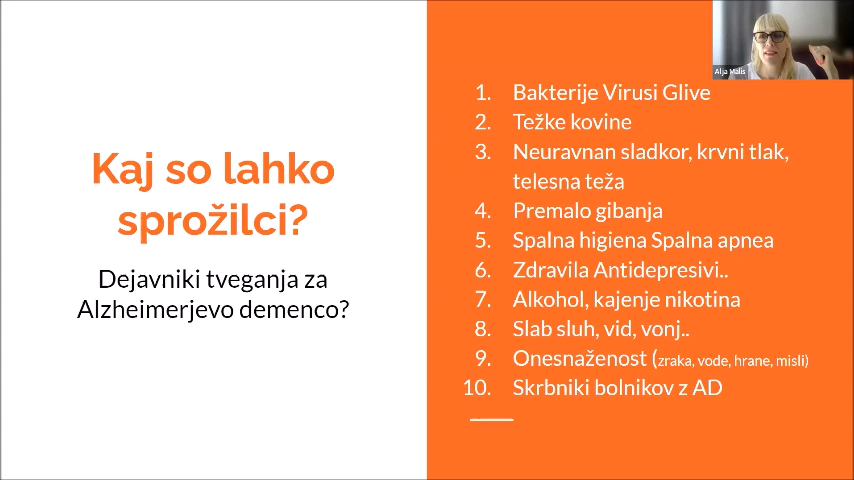 Kaj so lahko
sprožilci?
Dejavniki tveganja za
Alzheimerjevo demenco?
Alja Malis
1. Bakterije Virusi Glive
2. Težke kovine
3. Neuravnan sladkor, krvni tlak,
telesna teža
4. Premalo gibanja
5. Spalna higiena Spalna apnea
6. Zdravila Antidepresivi..
7. Alkohol, kajenje nikotina
8. Slab sluh, vid, vonj..
9. Onesnaženost (zraka, vode, hrane, misli)
10. Skrbniki bolnikov z AD